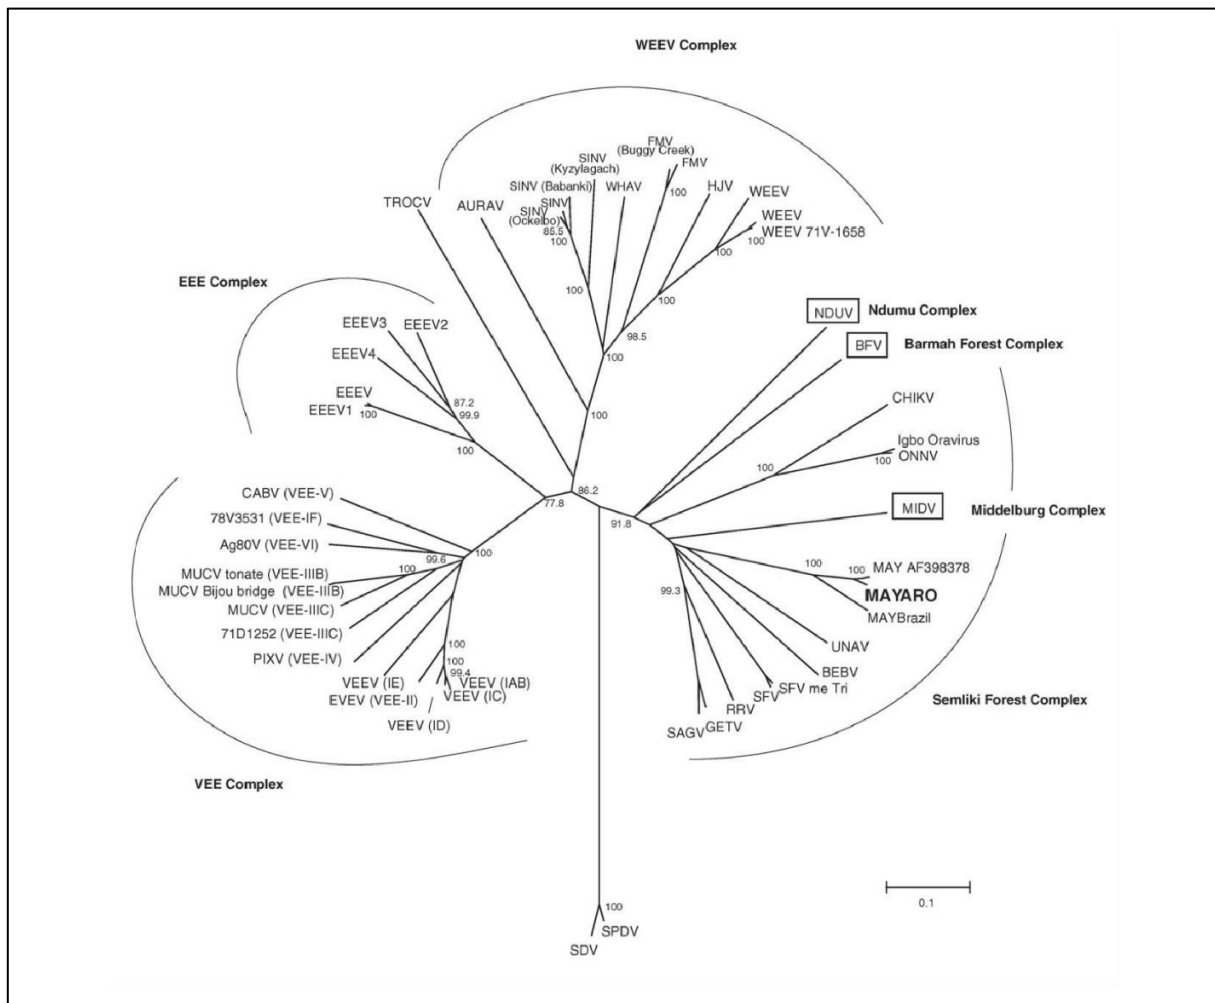 WEEV Complex
FMV
(Buggy Creek)
FMV
SINV
(Kyzylagach)
100
SINV (Babanki)
WHAV
HJV
WEEV
TROCV
AURAV
SINV
SINV
(Ockelbo)
85.5
100
WEEV
WEEV 71V-1658
100
100
EEE Complex
100
100
98.5
100
NDUV
Ndumu Complex
EEEV3
EEEV2
EEEV4
BFV
Barmah Forest Complex
EEEV
EEEV1
100
87.2
99.9
100
100
CHIKV
Igbo Oravirus
ONNV
100
100
CABV (VEE-V)
77.8
86.2
91.8
78V3531 (VEE-IF)
MIDV
Middelburg Complex
Ag80V (VEE-VI)
100
99.6
100
MUCV tonate (VEE-IIIB)
MUCV Bijou bridge (VEE-IIIB)
MUCV (VEE-IIIC)
71D1252 (VEE-IIIC)
PIXV (VEE-IV)
100
100
MAY AF398378
MAYARO
MAYBrazil
99.3
UNAV
BEBV
SFV me Tri
SFV
RRV
GETV
SAGV
Semliki Forest Complex
100
100
99.4
VEEV (IE)
VEEV (IAB)
VEEV (IC)
EVEV (VEE-II)
VEEV (ID)
VEE Complex
0.1
100
SPDV
SDV